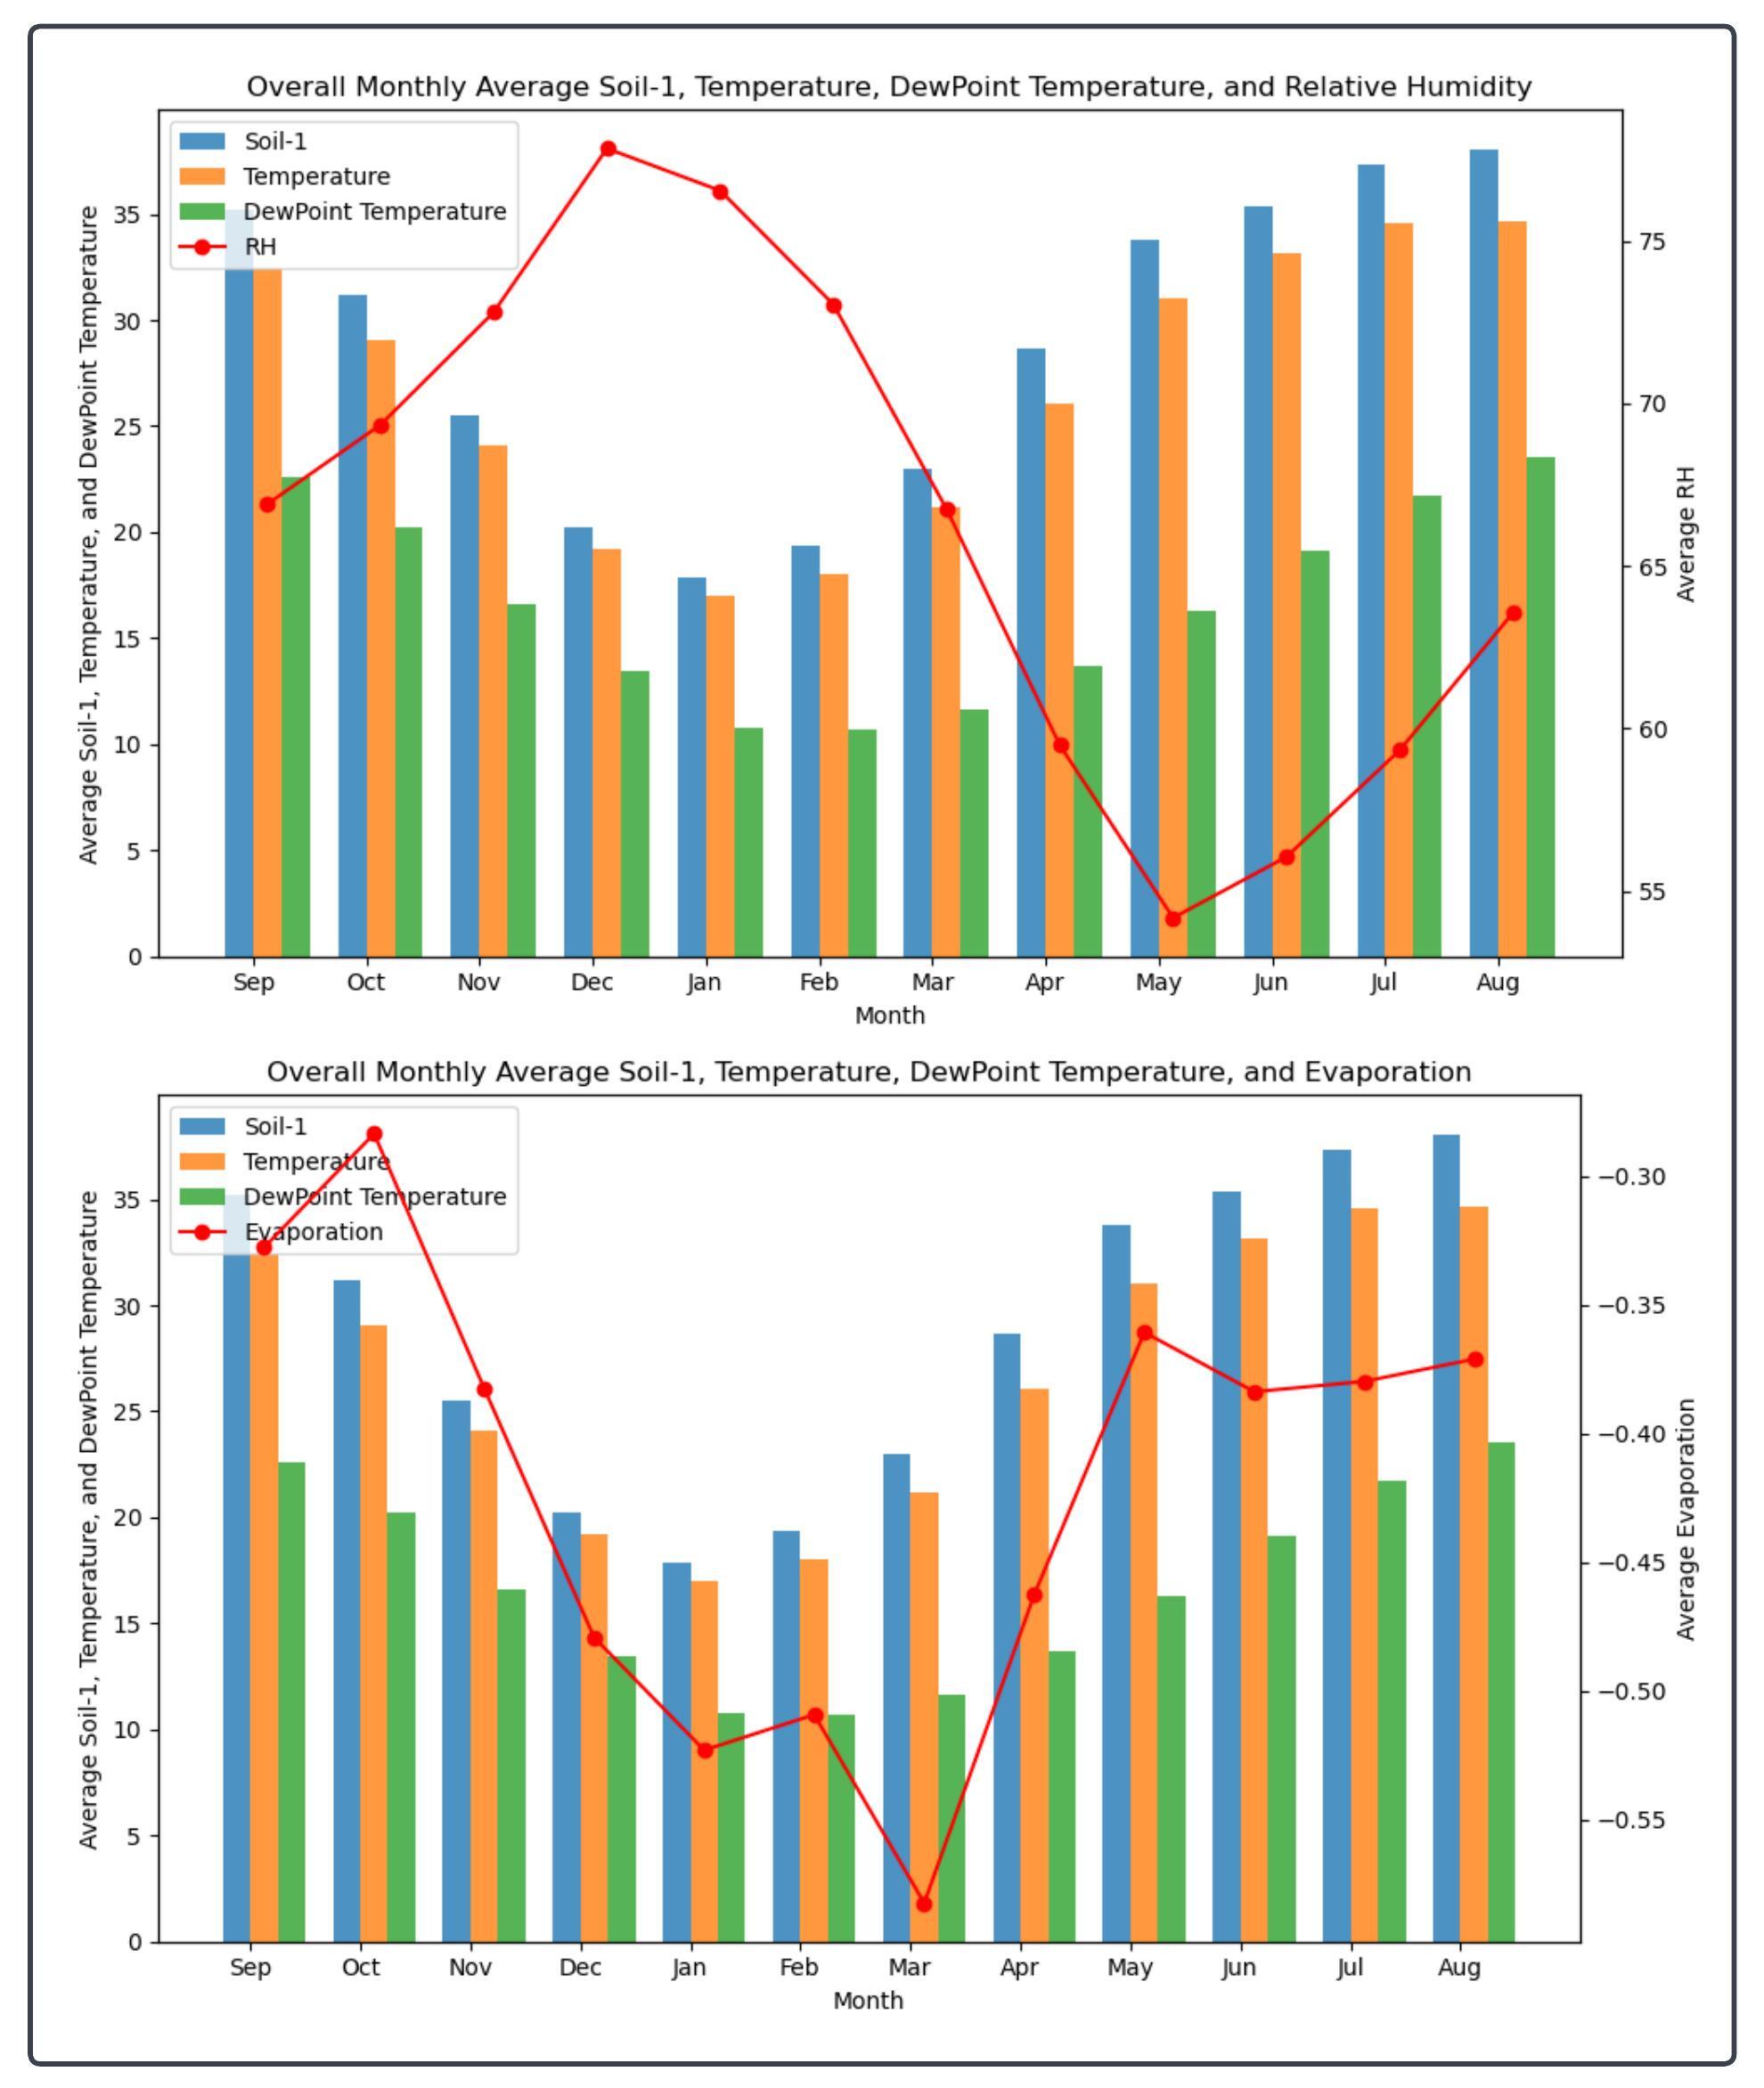 Overall Monthly Average Soil-1, Temperature, DewPoint Temperature, and Relative Humidity
Soil-1
Temperature
DewPoint Temperature
RH
Average Soil-1, Temperature, and DewPoint Temperature
35
30
25
20
15
10
5
0
75
70
65
60
55
Average RH
Sep Oct Nov Dec Jan Feb Mar Apr May Jun Jul Aug
Month
Overall Monthly Average Soil-1, Temperature, DewPoint Temperature, and Evaporation
Soil-1
Temperature
DewPoint Temperature
Evaporation
Average Soil-1, Temperature, and DewPoint Temperature
35
30
25
20
15
10
5
0
−0.30
−0.35
−0.40
−0.45
−0.50
−0.55
Average Evaporation
Sep Oct Nov Dec Jan Feb Mar Apr May Jun Jul Aug
Month